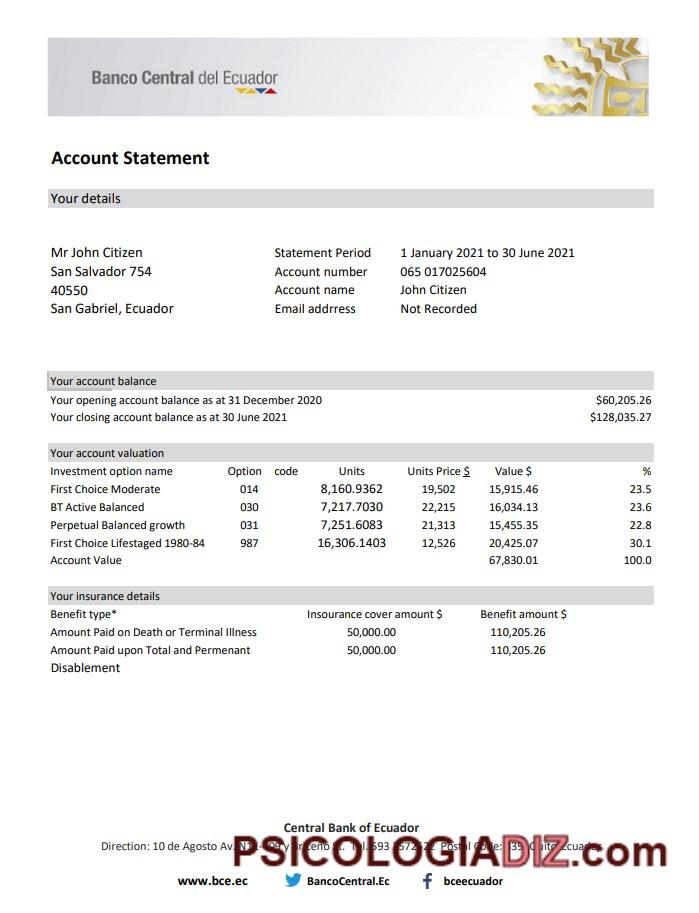 Banco Central del Ecuador
Account Statement
Your details
Mr John Citizen Statement Period 1 January 2021 to 30 June 2021
San Salvador 754 Account number 065 017025604
40550 Account name John Citizen
San Gabriel, Ecuador Email addrress Not Recorded
Your account balance
Your opening account balance as at 31 December 2020 $60,205.26
Your closing account balance as at 30 June 2021 $128,035.27
Your account valuation
Investment option name Option code Units Units Price $ Value $ %
First Choice Moderate 014 8,160.9362 19,502 15,915.46 23.5
BT Active Balanced 030 7,217.7030 22,215 16,034.13 23.6
Perpetual Balanced growth 031 7,251.6083 21,313 15,455.35 22.8
First Choice Lifestaged 1980-84 987 16,306.1403 12,526 20,425.07 30.1
Account Value 67,830.01 100.0
Your insurance details
Benefit type* Insourance cover amount $ Benefit amount $
Amount Paid on Death or Terminal Illness 50,000.00 110,205.26
Amount Paid upon Total and Permenant 50,000.00 110,205.26
Disablement
Central Bank of Ecuador
Direction: 10 de Agosto Av. y Tel. Postal Code:
PSICOLOGIADIZ.com
www.bce.ec BancoCentral.Ec bceecuador